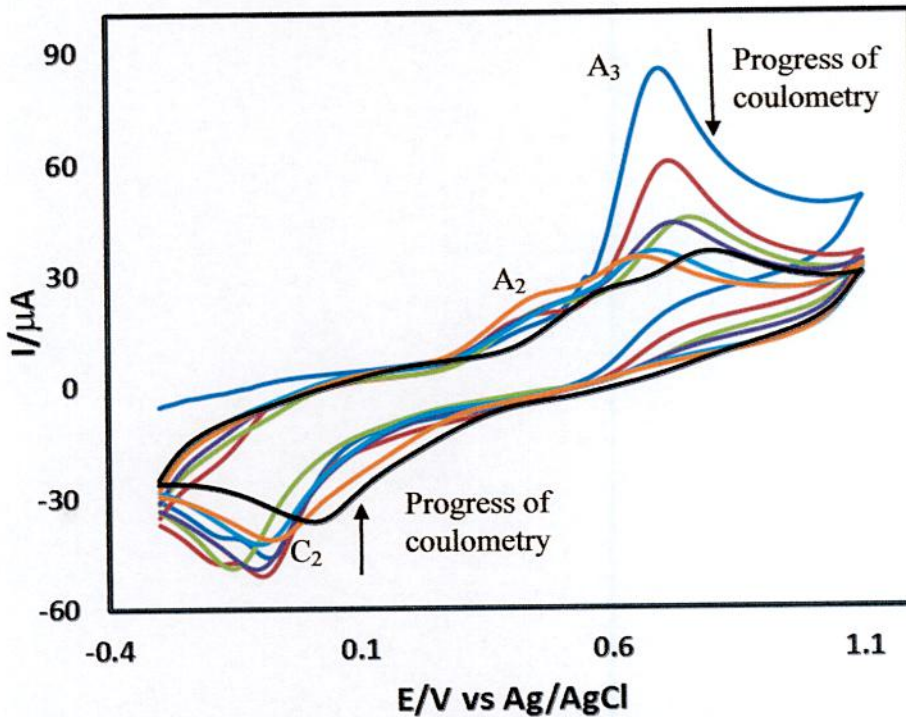 90
60
30
0
-30
-60
I/µA
-0.4
0.1
0.6
1.1
E/V vs Ag/AgCl
A3
A2
C2
Progress of
coulometry
Progress of
coulometry